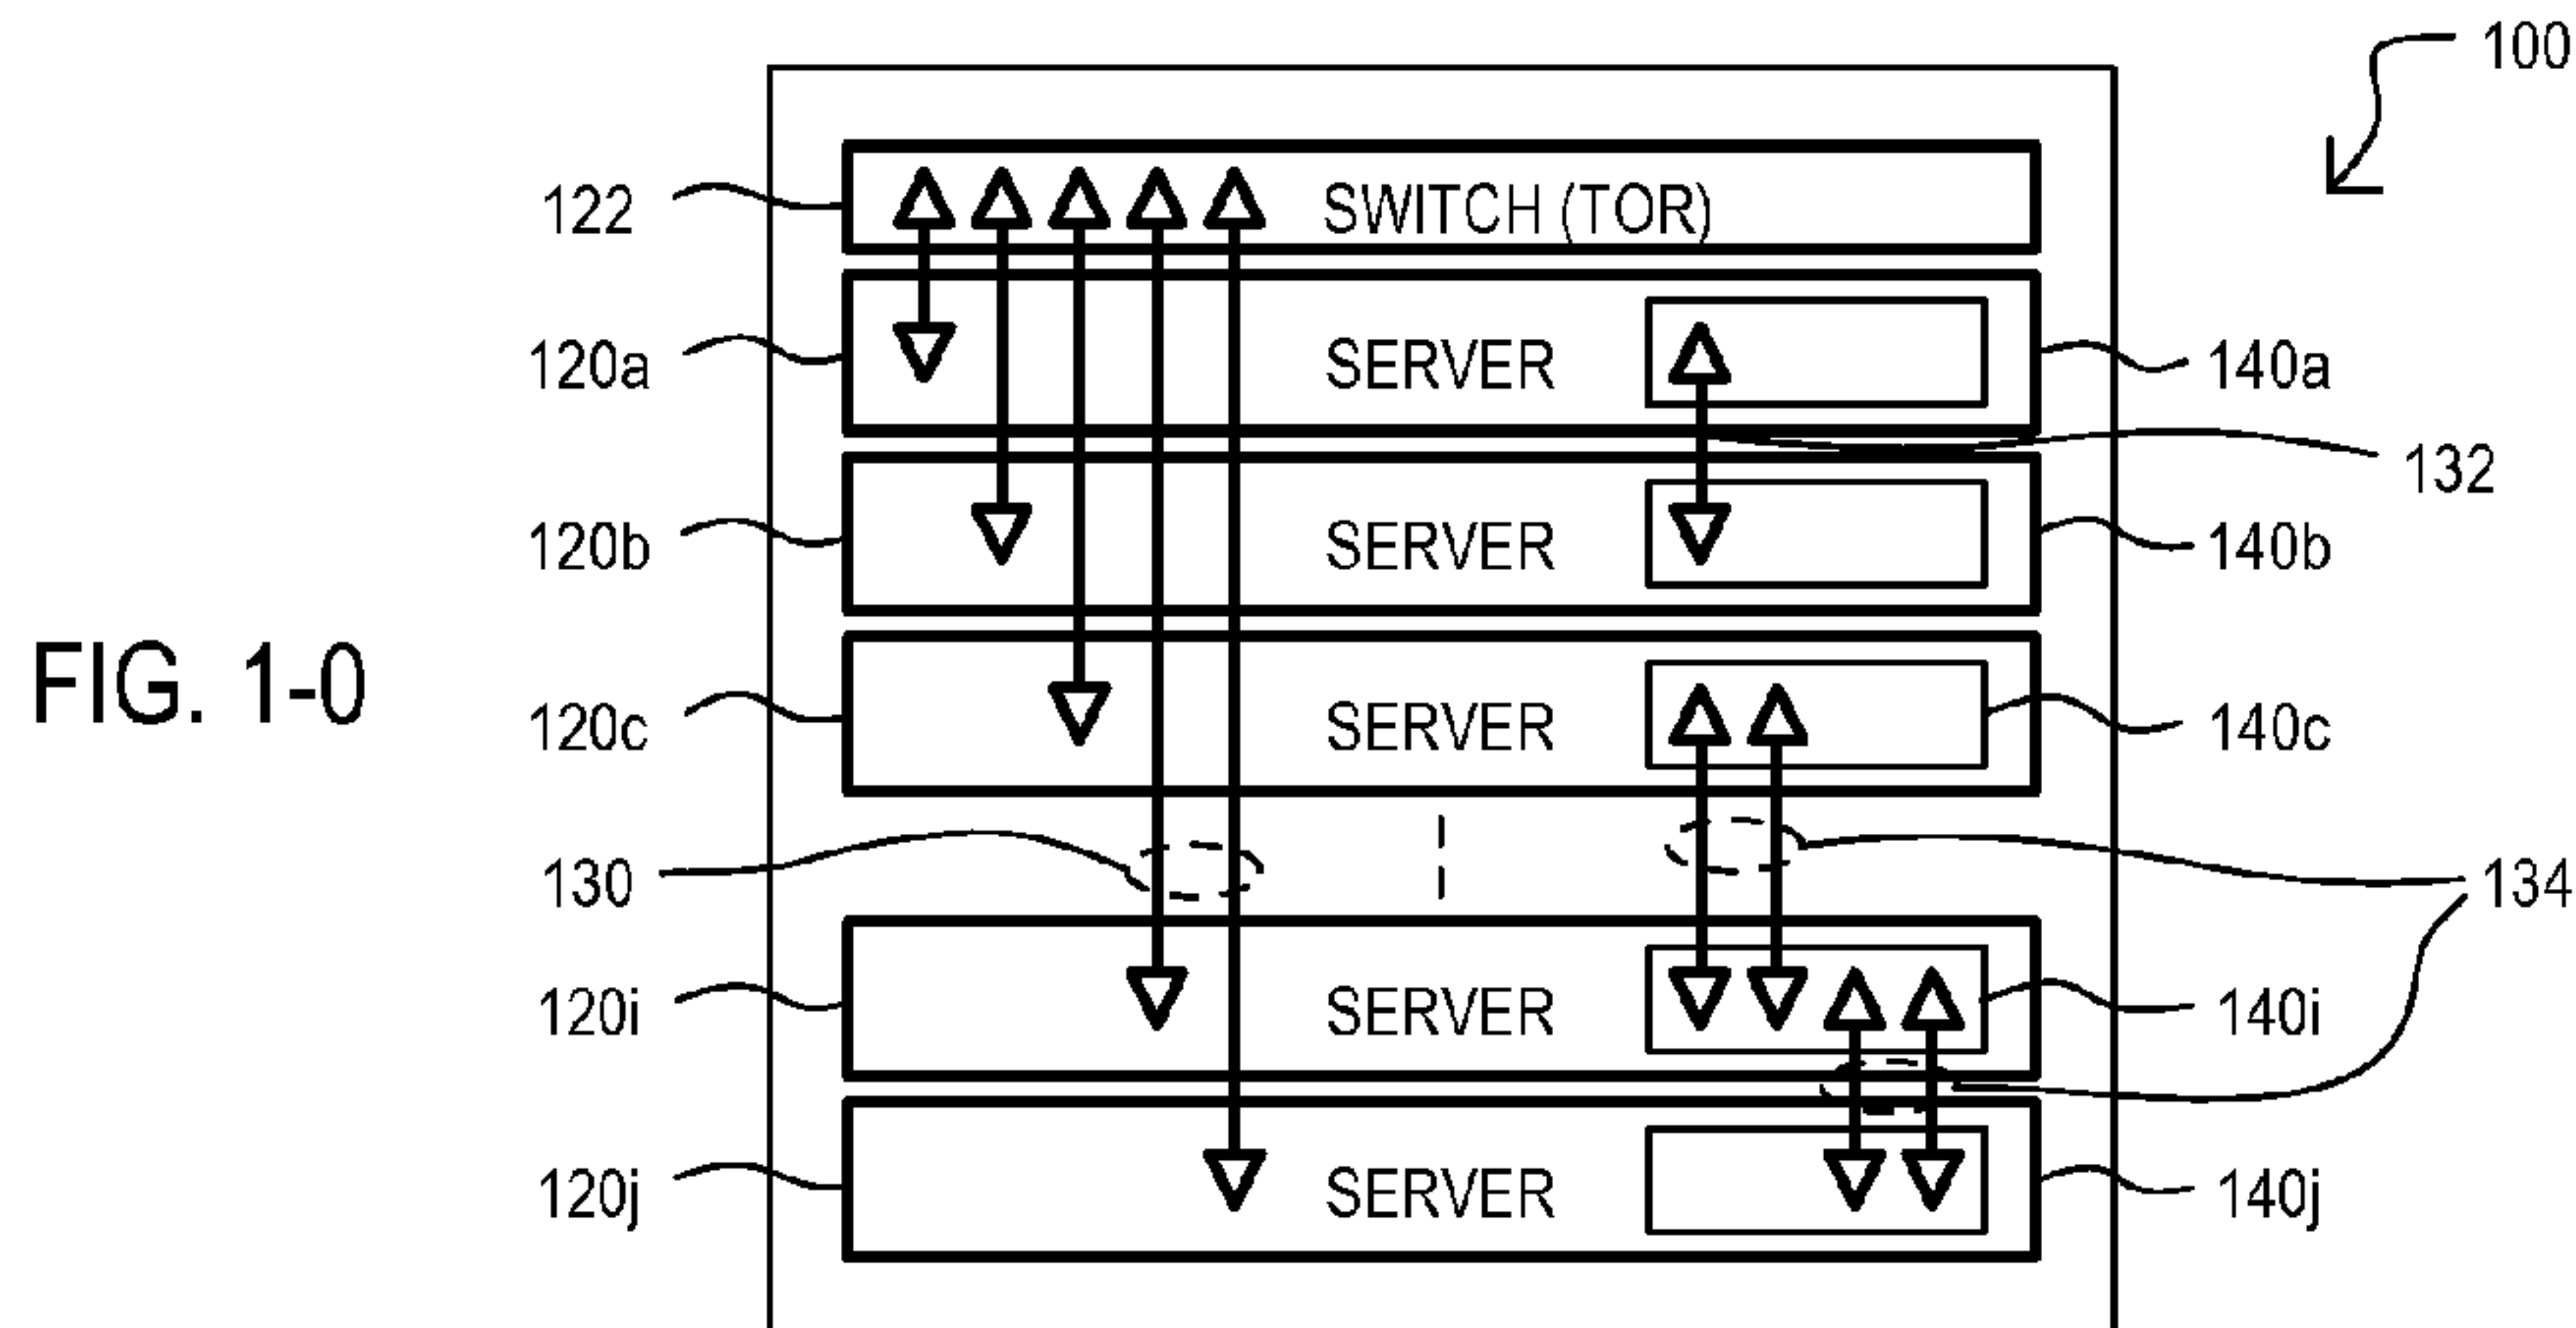 100
122 SWITCH (TOR)
120a SERVER 140a
132
120b SERVER 140b
FIG. 1-0
120c SERVER 140c
130 134
120i SERVER 140i
120j SERVER 140j